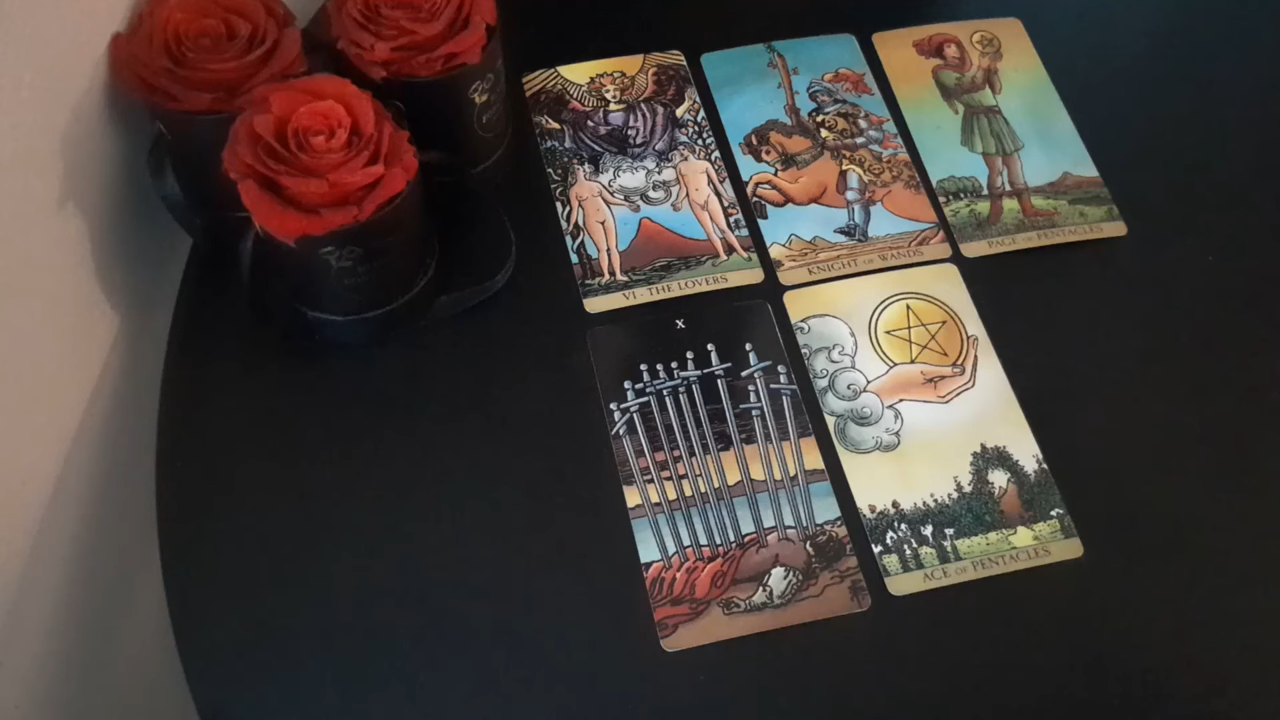 VI - THE LOVERS
KNIGHT OF WANDS
PAGE OF PENTACLES
X
ACE OF PENTACLES